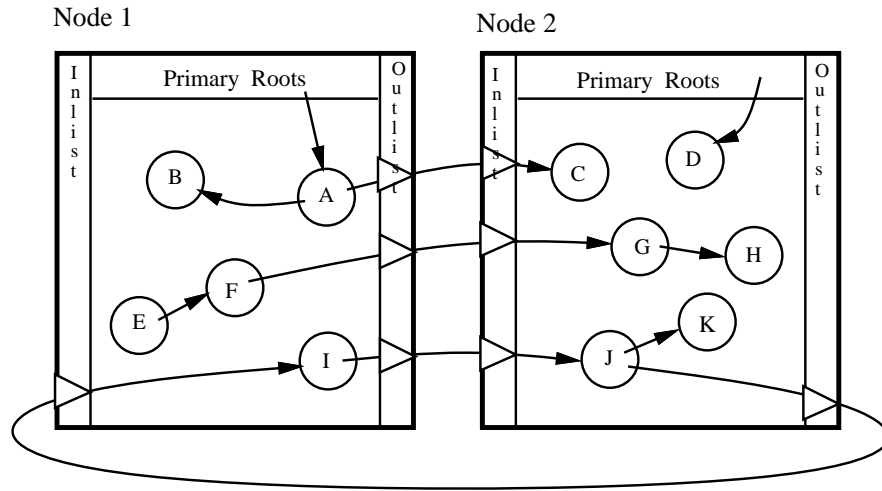 Node 1
Node 2
Inlist
Primary Roots
Outlist
Inlist
Primary Roots
Outlist
B
A
C
D
F
E
G
H
I
J
K